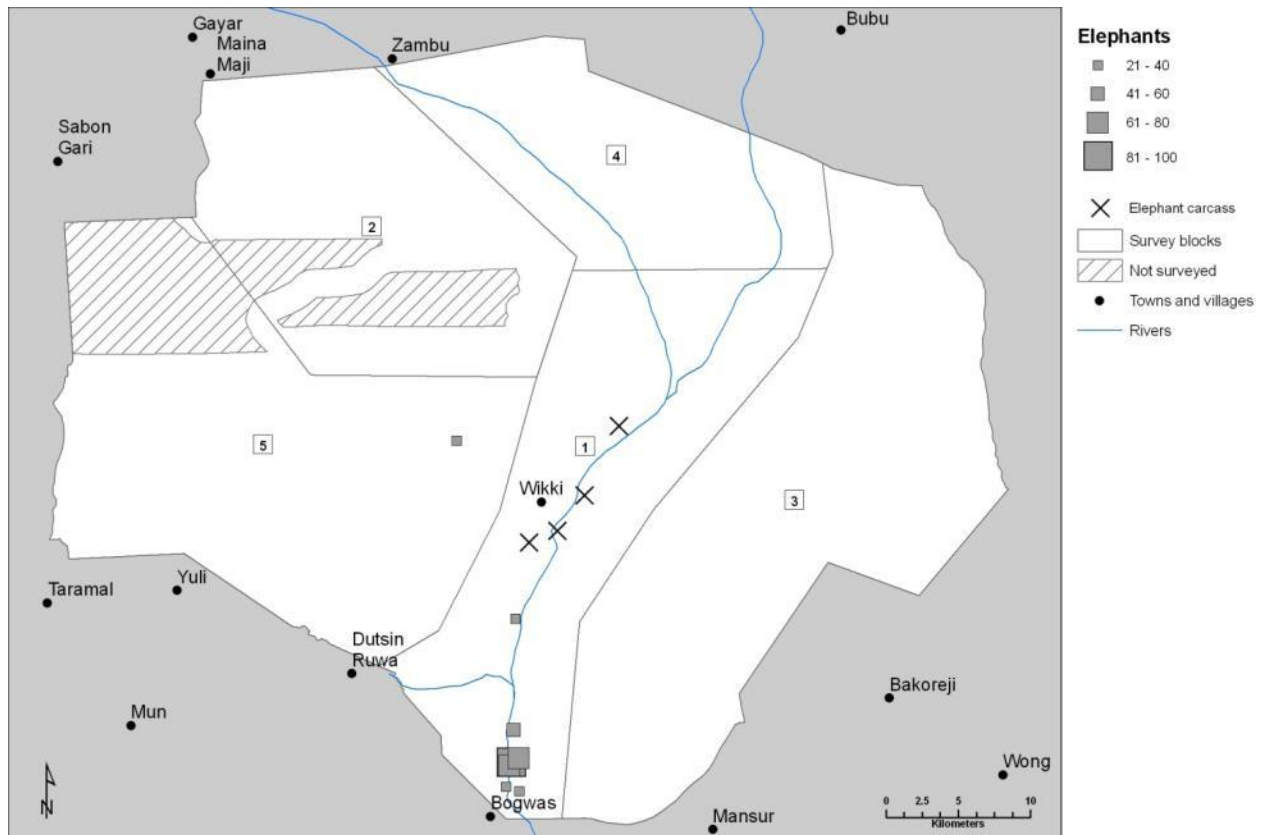 Gayar
Maina
Maji
Zambu
Bubu
Sabon
Gari
4
2
5
1
3
Wikki
Taramal
Yuli
Dutsin
Ruwa
Mun
Bakoreji
Wong
Bogwas
Mansur
N
0 2.5 5 10
Kilometers
Elephants
21 - 40
41 - 60
61 - 80
81 - 100
Elephant carcass
Survey blocks
Not surveyed
Towns and villages
Rivers